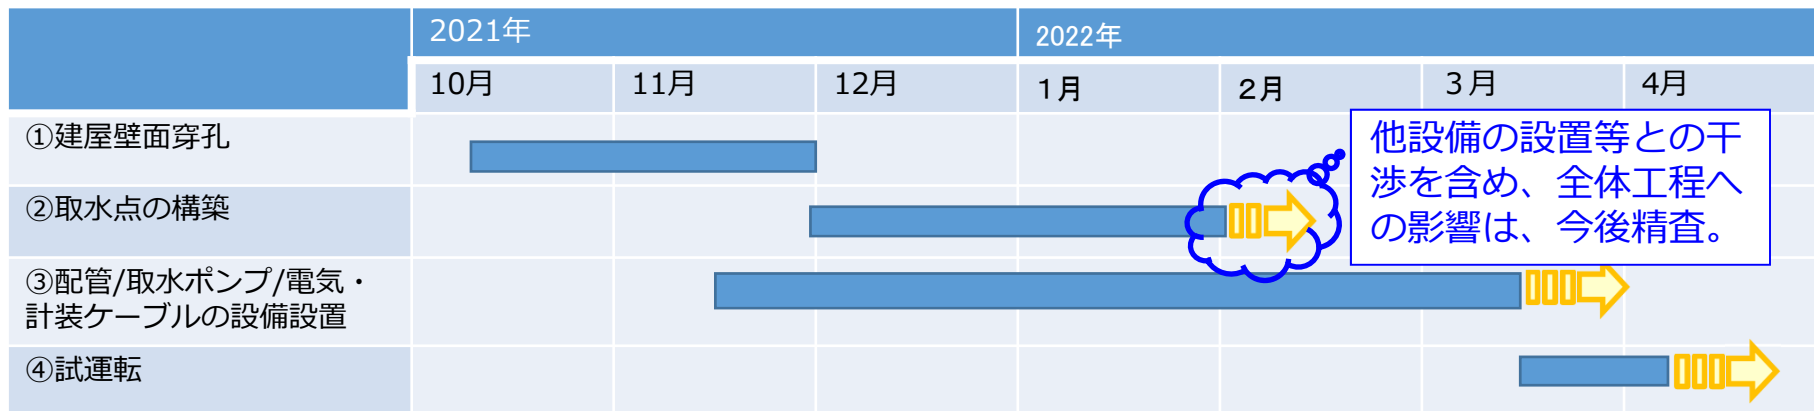 2021年
2022年
10月
11月
12月
１月
２月
３月
4月
①建屋壁面穿孔
②取水点の構築
③配管/取水ポンプ/電気・
計装ケーブルの設備設置
④試運転
他設備の設置等との干
渉を含め、全体工程へ
の影響は、今後精査。